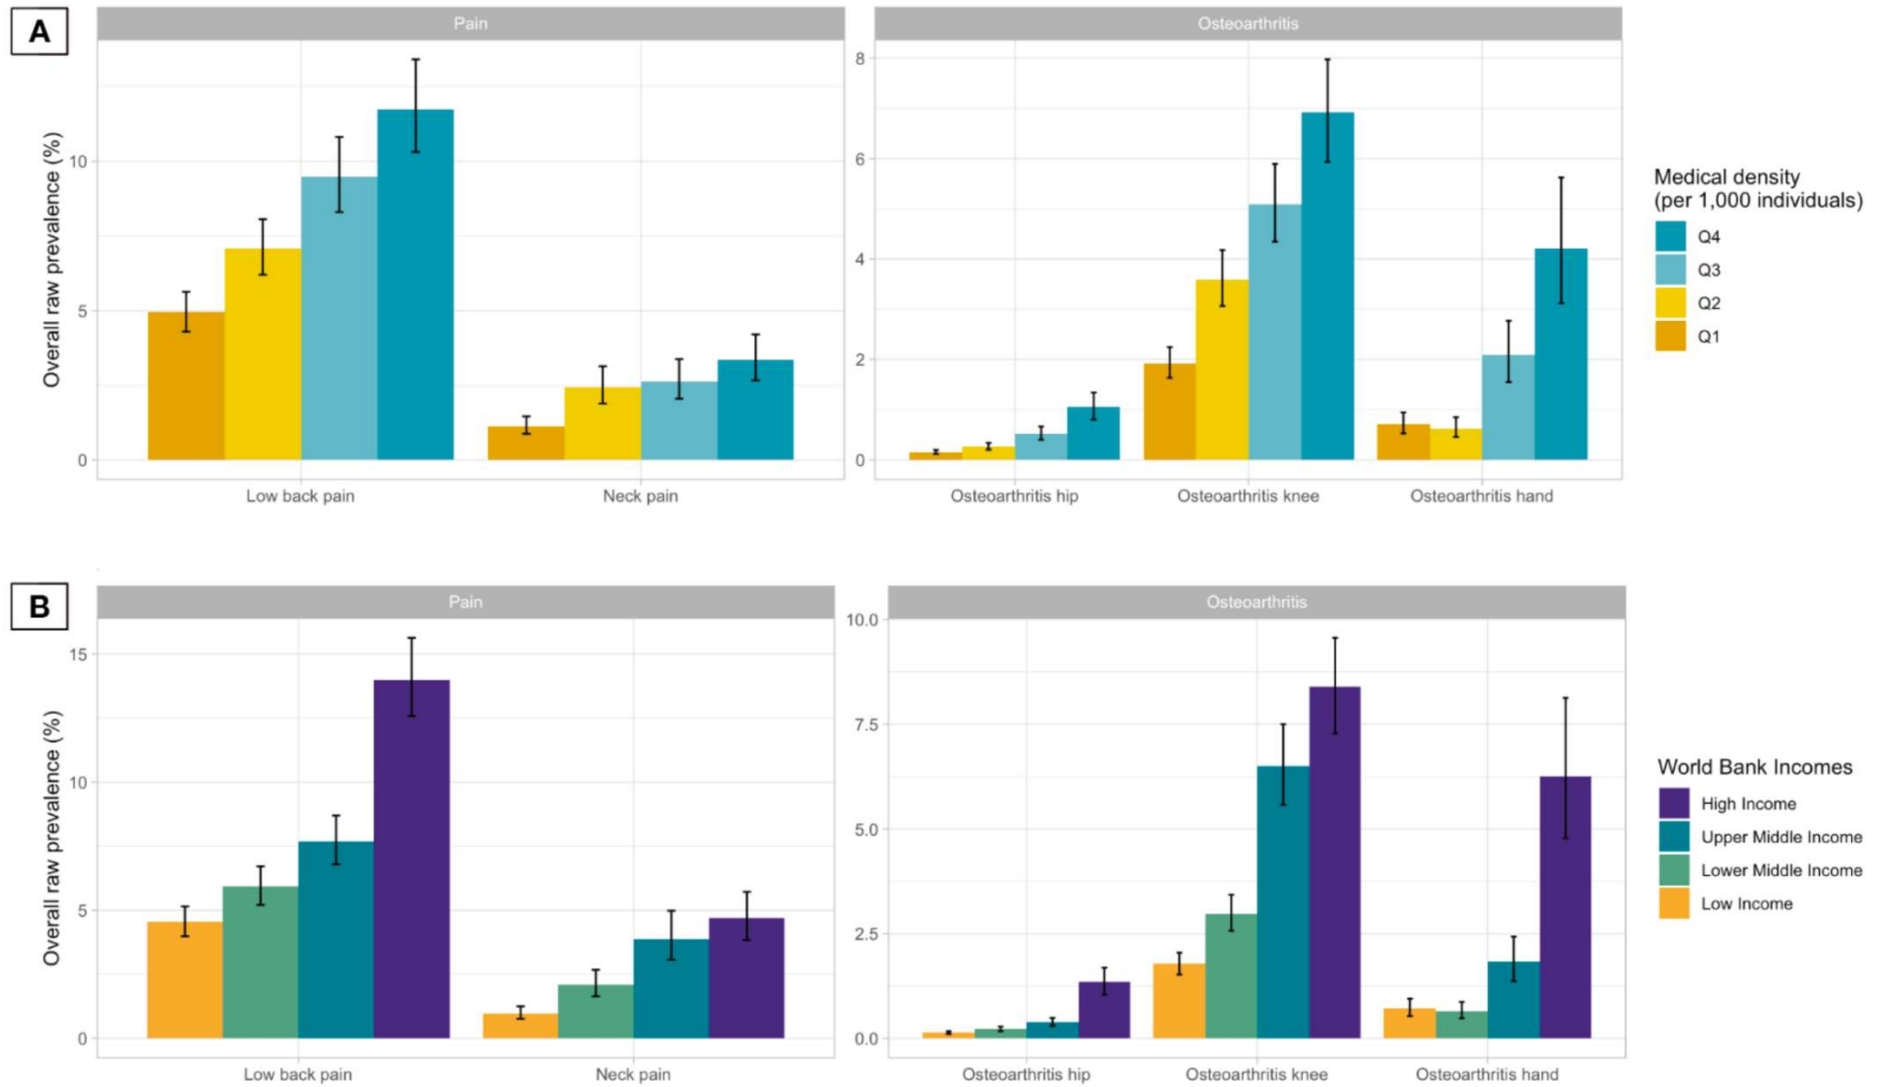 A
Pain
Osteoarthritis
Overall raw prevalence (%)
10
5
0
8
6
4
2
0
Low back pain
Neck pain
Osteoarthritis hip
Osteoarthritis knee
Osteoarthritis hand
Medical density
(per 1,000 individuals)
Q4
Q3
Q2
Q1
B
Pain
Osteoarthritis
Overall raw prevalence (%)
15
10
5
0
10.0
7.5
5.0
2.5
0.0
Low back pain
Neck pain
Osteoarthritis hip
Osteoarthritis knee
Osteoarthritis hand
World Bank Incomes
High Income
Upper Middle Income
Lower Middle Income
Low Income